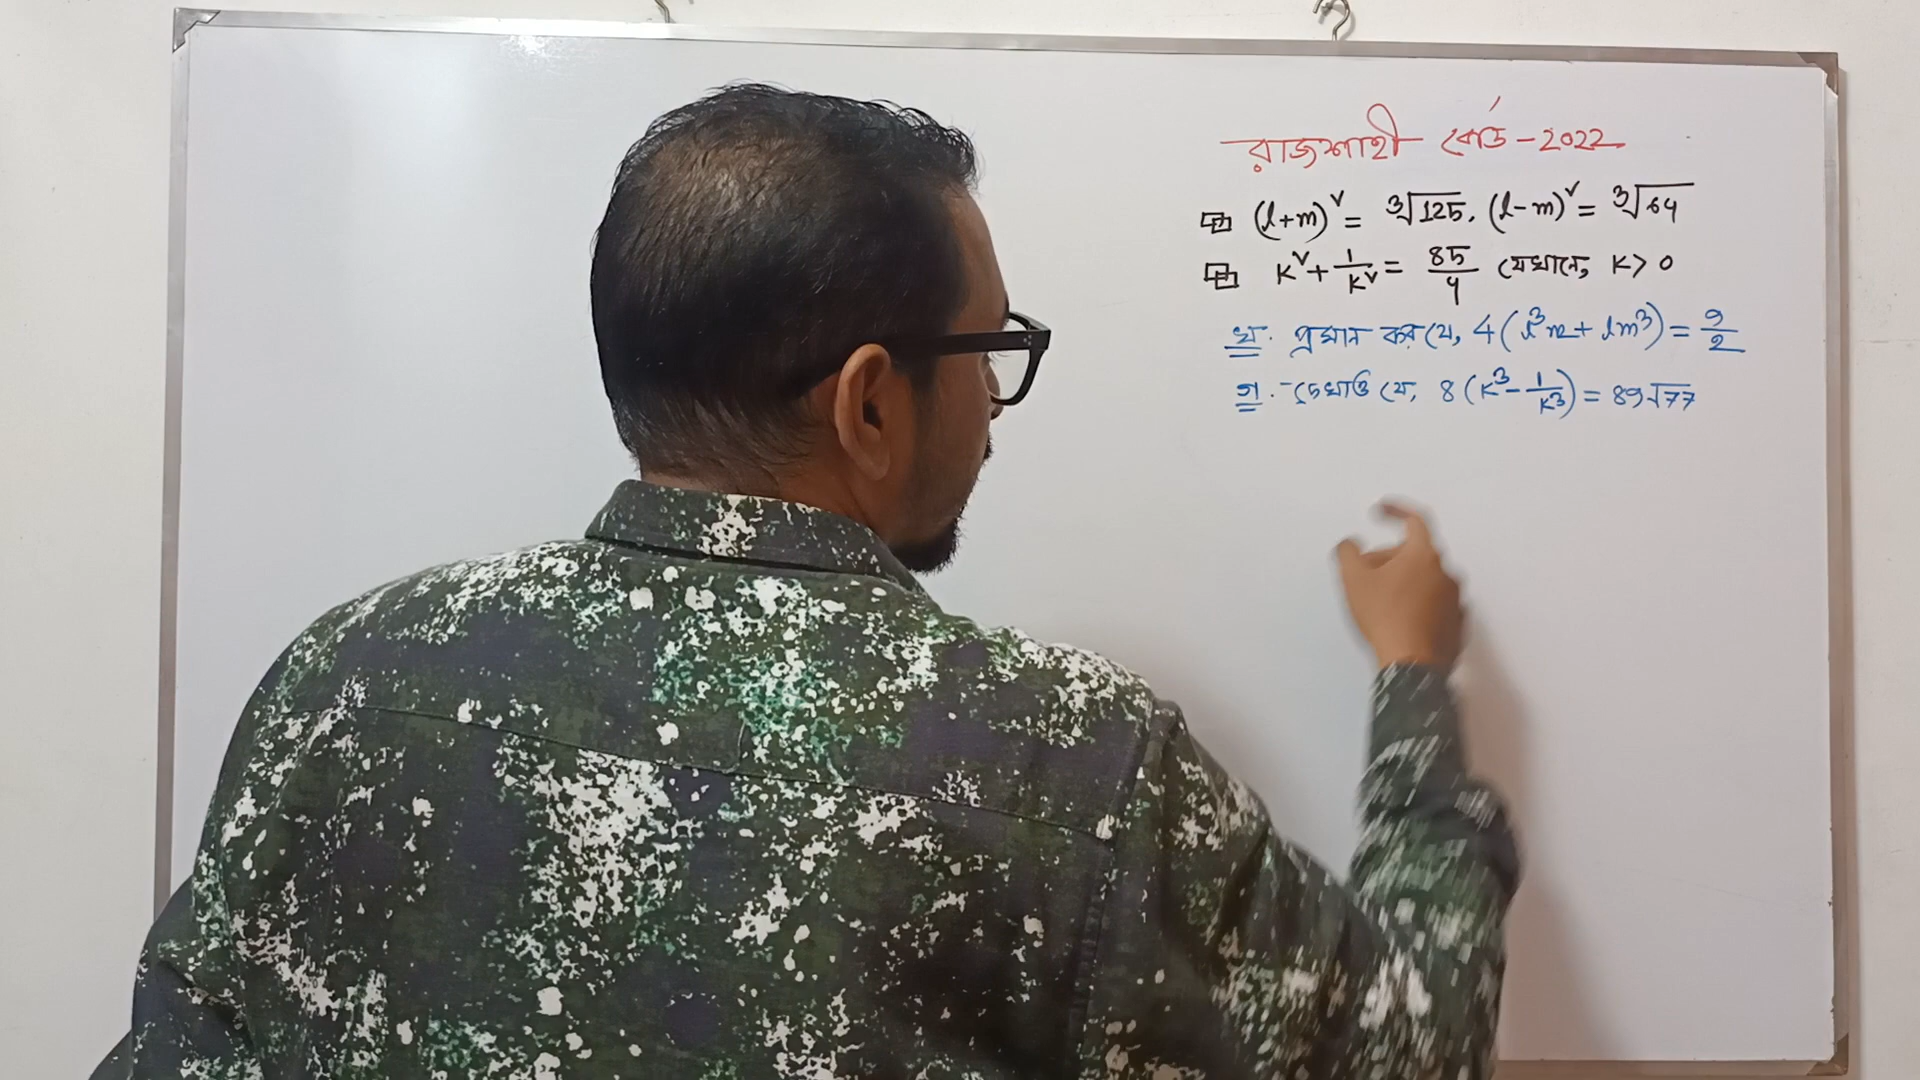 রাজশাহী বোর্ড - 2022
(l+m)² = ∛125, (l-m)² = ∛64
K² + 1/K² = 85/4 যেখানে, K > 0
খ. প্রমান কর যে, 4(l³m + lm³) = 9/2
গ. দেখাও যে, 8(K³ - 1/K³) = 89√77